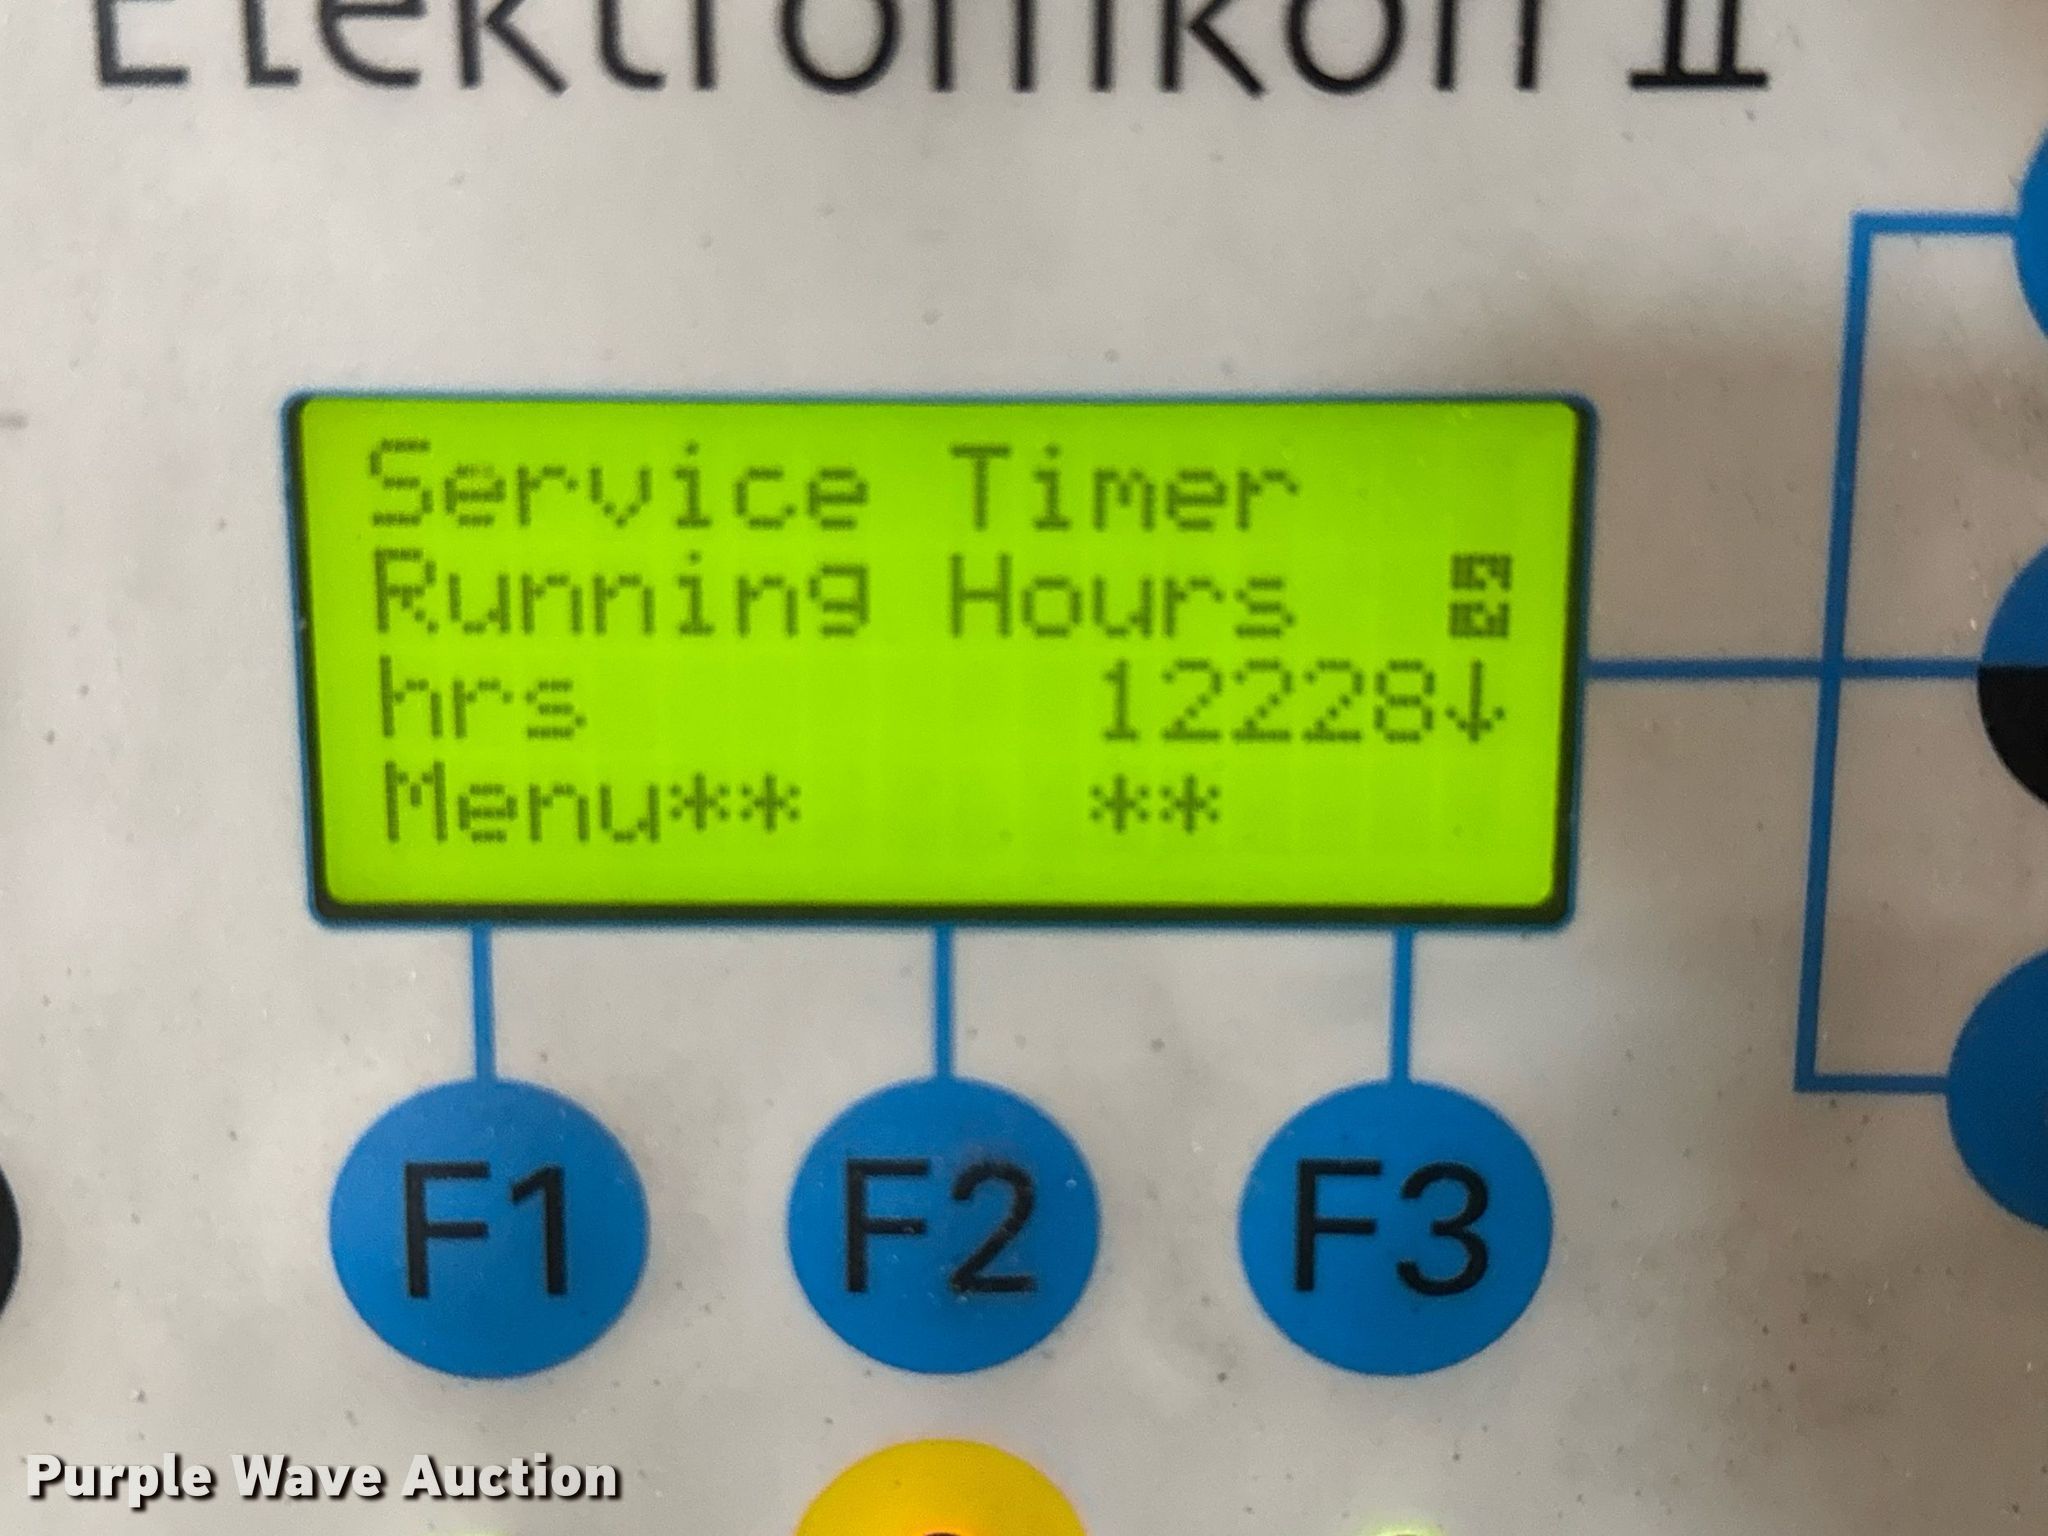 Elektronikon II
Service Timer
Running Hours
hrs 12228↓
Menu** **
F1 F2 F3
Purple Wave Auction